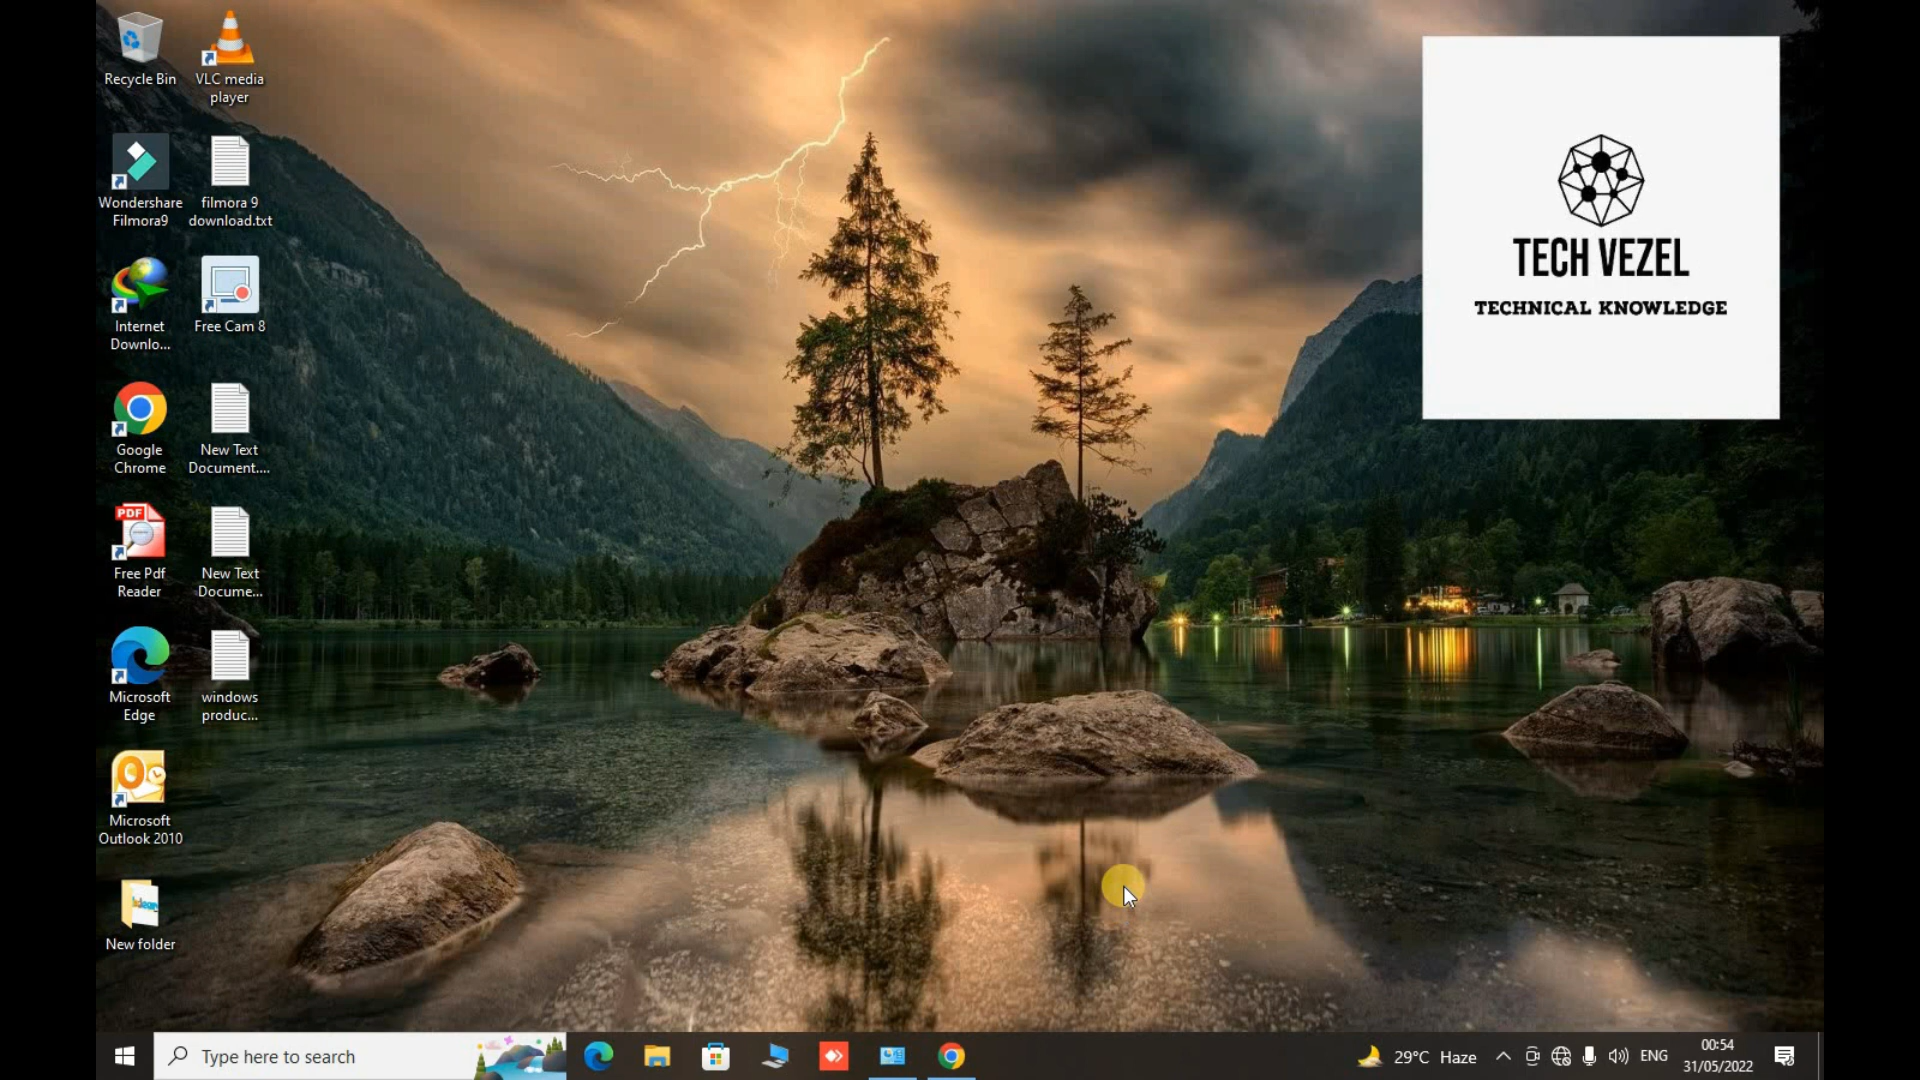 Recycle Bin
VLC media
player
Wondershare
Filmora9
filmora 9
download.txt
Internet
Downlo...
Free Cam 8
Google
Chrome
New Text
Document....
PDF
Free Pdf
Reader
New Text
Docume...
Microsoft
Edge
windows
produc...
Microsoft
Outlook 2010
New folder
TECH VEZEL
TECHNICAL KNOWLEDGE
Type here to search
29°C Haze
ENG
00:54
31/05/2022